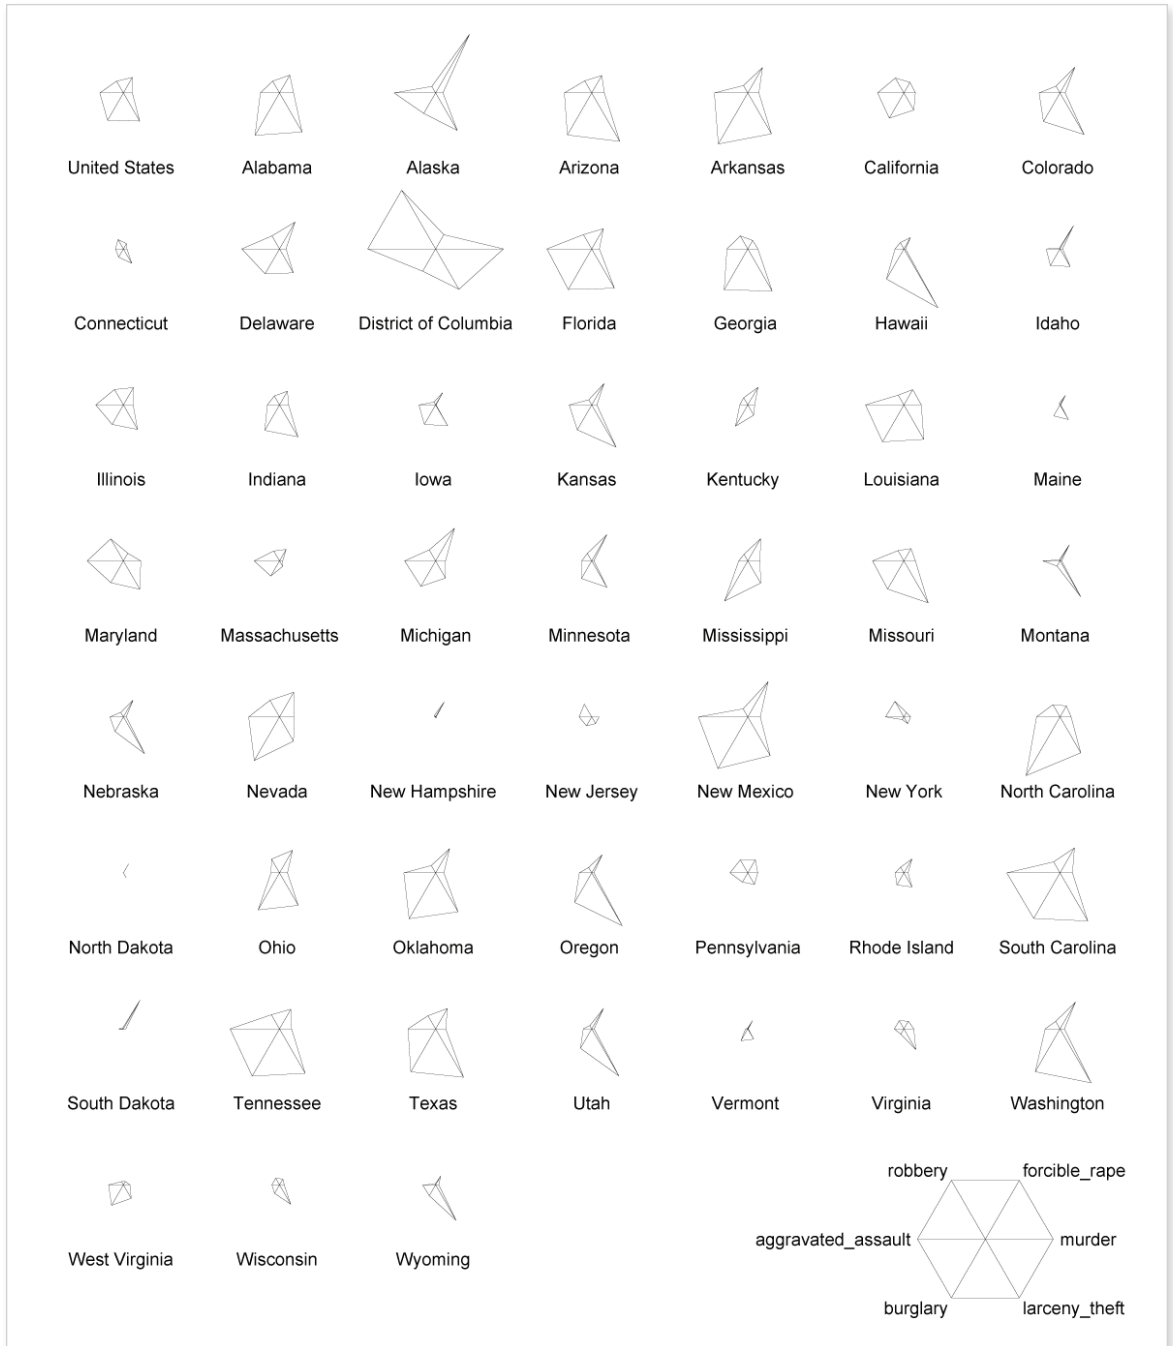 United States Alabama Alaska Arizona Arkansas California Colorado
Connecticut Delaware District of Columbia Florida Georgia Hawaii Idaho
Illinois Indiana Iowa Kansas Kentucky Louisiana Maine
Maryland Massachusetts Michigan Minnesota Mississippi Missouri Montana
Nebraska Nevada New Hampshire New Jersey New Mexico New York North Carolina
North Dakota Ohio Oklahoma Oregon Pennsylvania Rhode Island South Carolina
South Dakota Tennessee Texas Utah Vermont Virginia Washington
robbery forcible_rape
aggravated_assault murder
West Virginia Wisconsin Wyoming
burglary larceny_theft